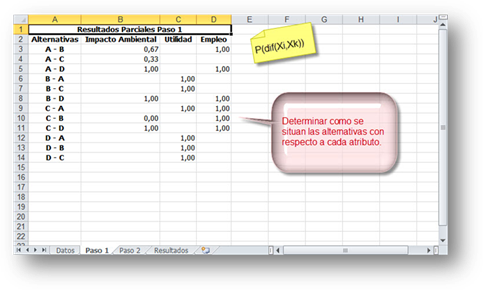 A B C D E F G H I J
1 Resultados Parciales Paso 1
2 Alternativas Impacto Ambiental Utilidad Empleo
3 A - B 0,67 1,00
4 A - C 0,33
5 A - D 1,00 1,00
6 B - A 1,00
7 B - C 1,00
8 B - D 1,00 1,00
9 C - A 1,00 1,00
10 C - B 0,00 1,00
11 C - D 1,00 1,00
12 D - A 1,00
13 D - B 1,00
14 D - C 1,00
15
16
17
18
19
20
21
22
23
P(dif(Xi,Xk))
Determinar como se
situan las alternativas con
respecto a cada atributo.
Datos Paso 1 Paso 2 Resultados